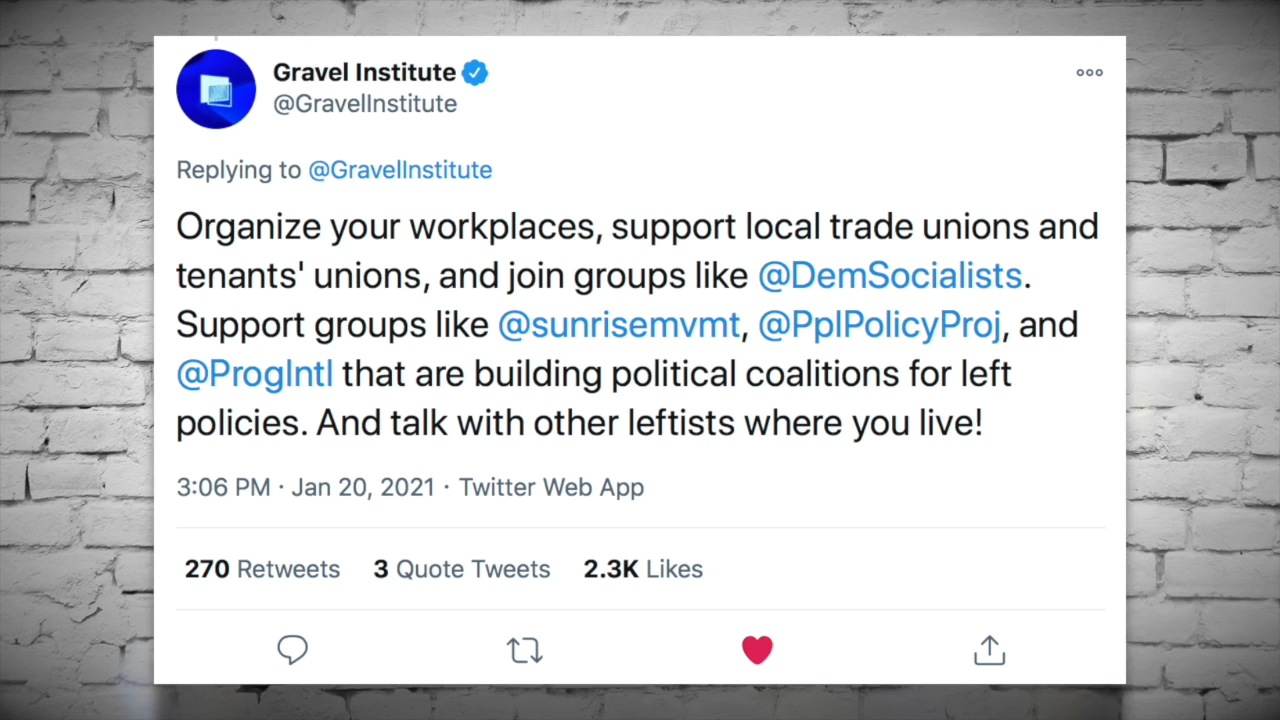 Gravel Institute
@GravelInstitute
Replying to @GravelInstitute
Organize your workplaces, support local trade unions and
tenants' unions, and join groups like @DemSocialists.
Support groups like @sunrisemvmt, @PplPolicyProj, and
@ProgIntl that are building political coalitions for left
policies. And talk with other leftists where you live!
3:06 PM · Jan 20, 2021 · Twitter Web App
270 Retweets 3 Quote Tweets 2.3K Likes